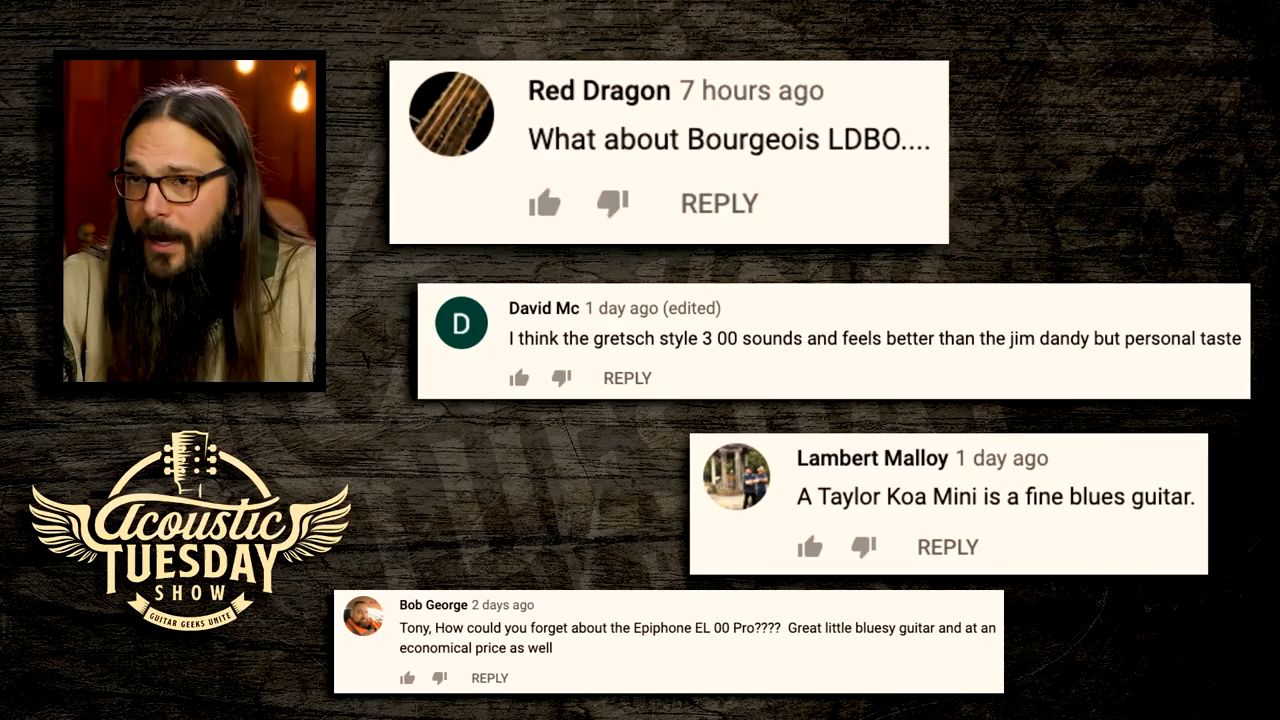 Red Dragon 7 hours ago
What about Bourgeois LDBO....
REPLY
D
David Mc 1 day ago (edited)
I think the gretsch style 3 00 sounds and feels better than the jim dandy but personal taste
REPLY
Lambert Malloy 1 day ago
A Taylor Koa Mini is a fine blues guitar.
REPLY
Acoustic
TUESDAY
SHOW
GUITAR GEEKS UNITE
Bob George 2 days ago
Tony, How could you forget about the Epiphone EL 00 Pro???? Great little bluesy guitar and at an
economical price as well
REPLY